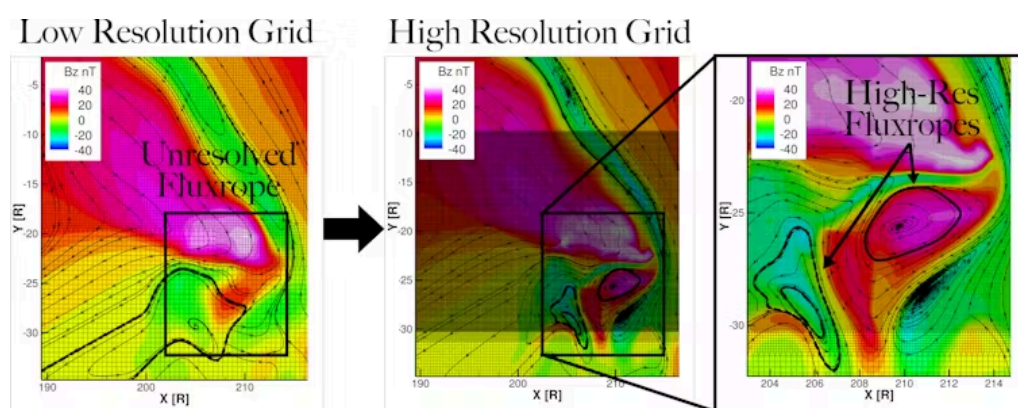 Low Resolution Grid
High Resolution Grid
Bz nT
40
20
0
-20
-40
Unresolved
Fluxrope
Y [R]
-5
-10
-15
-20
-25
-30
190
200
210
X [R]
Bz nT
40
20
0
-20
-40
Y [R]
-5
-10
-15
-20
-25
-30
190
200
210
X [R]
Bz nT
40
20
0
-20
-40
High-Res
Fluxropes
Y [R]
-20
-25
-30
204
206
208
210
212
214
X [R]